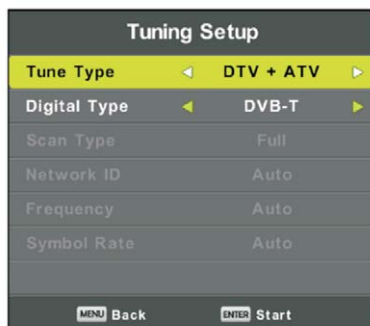 Tuning Setup
Tune Type DTV + ATV
Digital Type DVB-T
Scan Type Full
Network ID Auto
Frequency Auto
Symbol Rate Auto
MENU Back ENTER Start